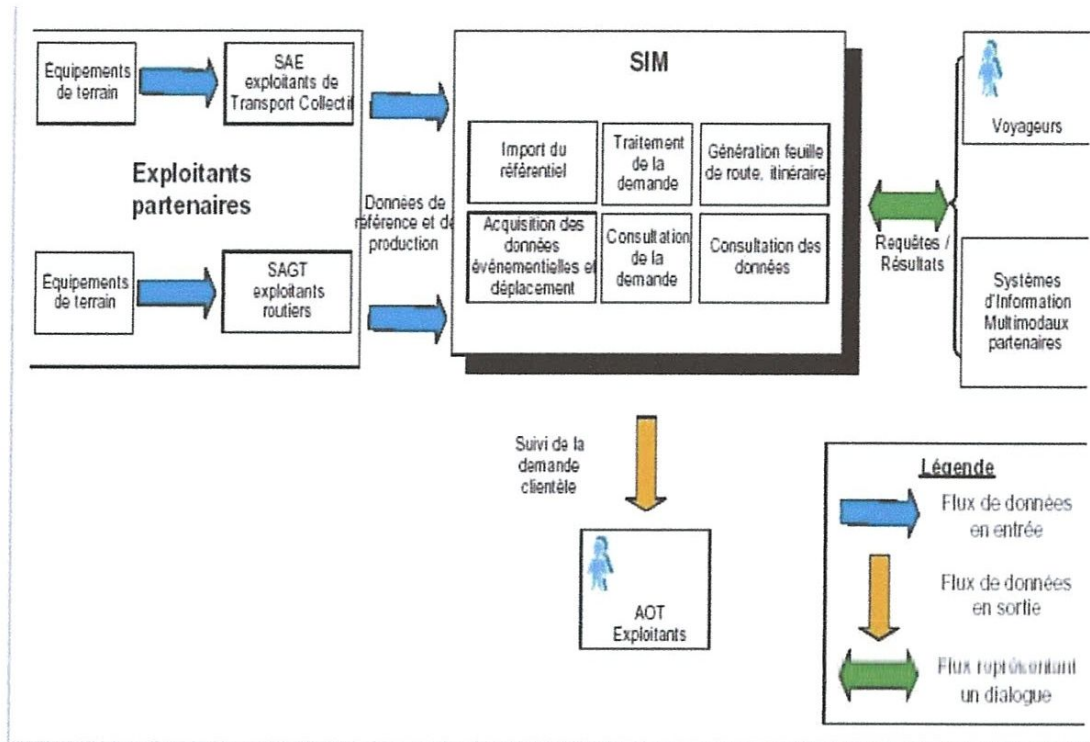 Équipements
de terrain
SAE
exploitants de
Transport Collectif
Exploitants
partenaires
Équipements
de terrain
SAGT
exploitants
routiers
Données de
référence et de
production
SIM
Import du
référentiel
Traitement
de la
demande
Génération feuille
de route, itinéraire
Acquisition des
données
événementielles et
déplacement
Consultation
de la
demande
Consultation des
données
Requêtes /
Résultats
Voyageurs
Systèmes
d'Information
Multimodaux
partenaires
Suivi de la
demande
clientèle
AOT
Exploitants
Légende
Flux de données
en entrée
Flux de données
en sortie
Flux représentant
un dialogue